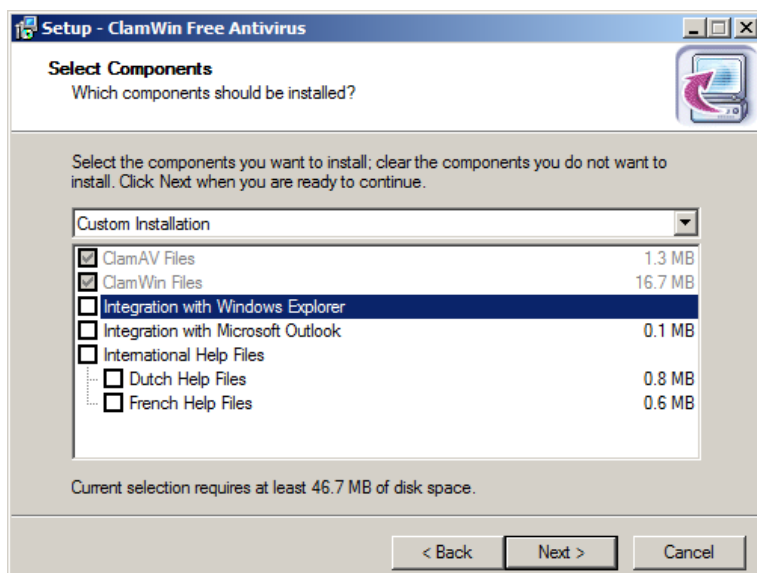 Setup - ClamWin Free Antivirus
Select Components
Which components should be installed?
Select the components you want to install; clear the components you do not want to
install. Click Next when you are ready to continue.
Custom Installation
ClamAV Files 1.3 MB
ClamWin Files 16.7 MB
Integration with Windows Explorer
Integration with Microsoft Outlook 0.1 MB
International Help Files
Dutch Help Files 0.8 MB
French Help Files 0.6 MB
Current selection requires at least 46.7 MB of disk space.
< Back Next > Cancel